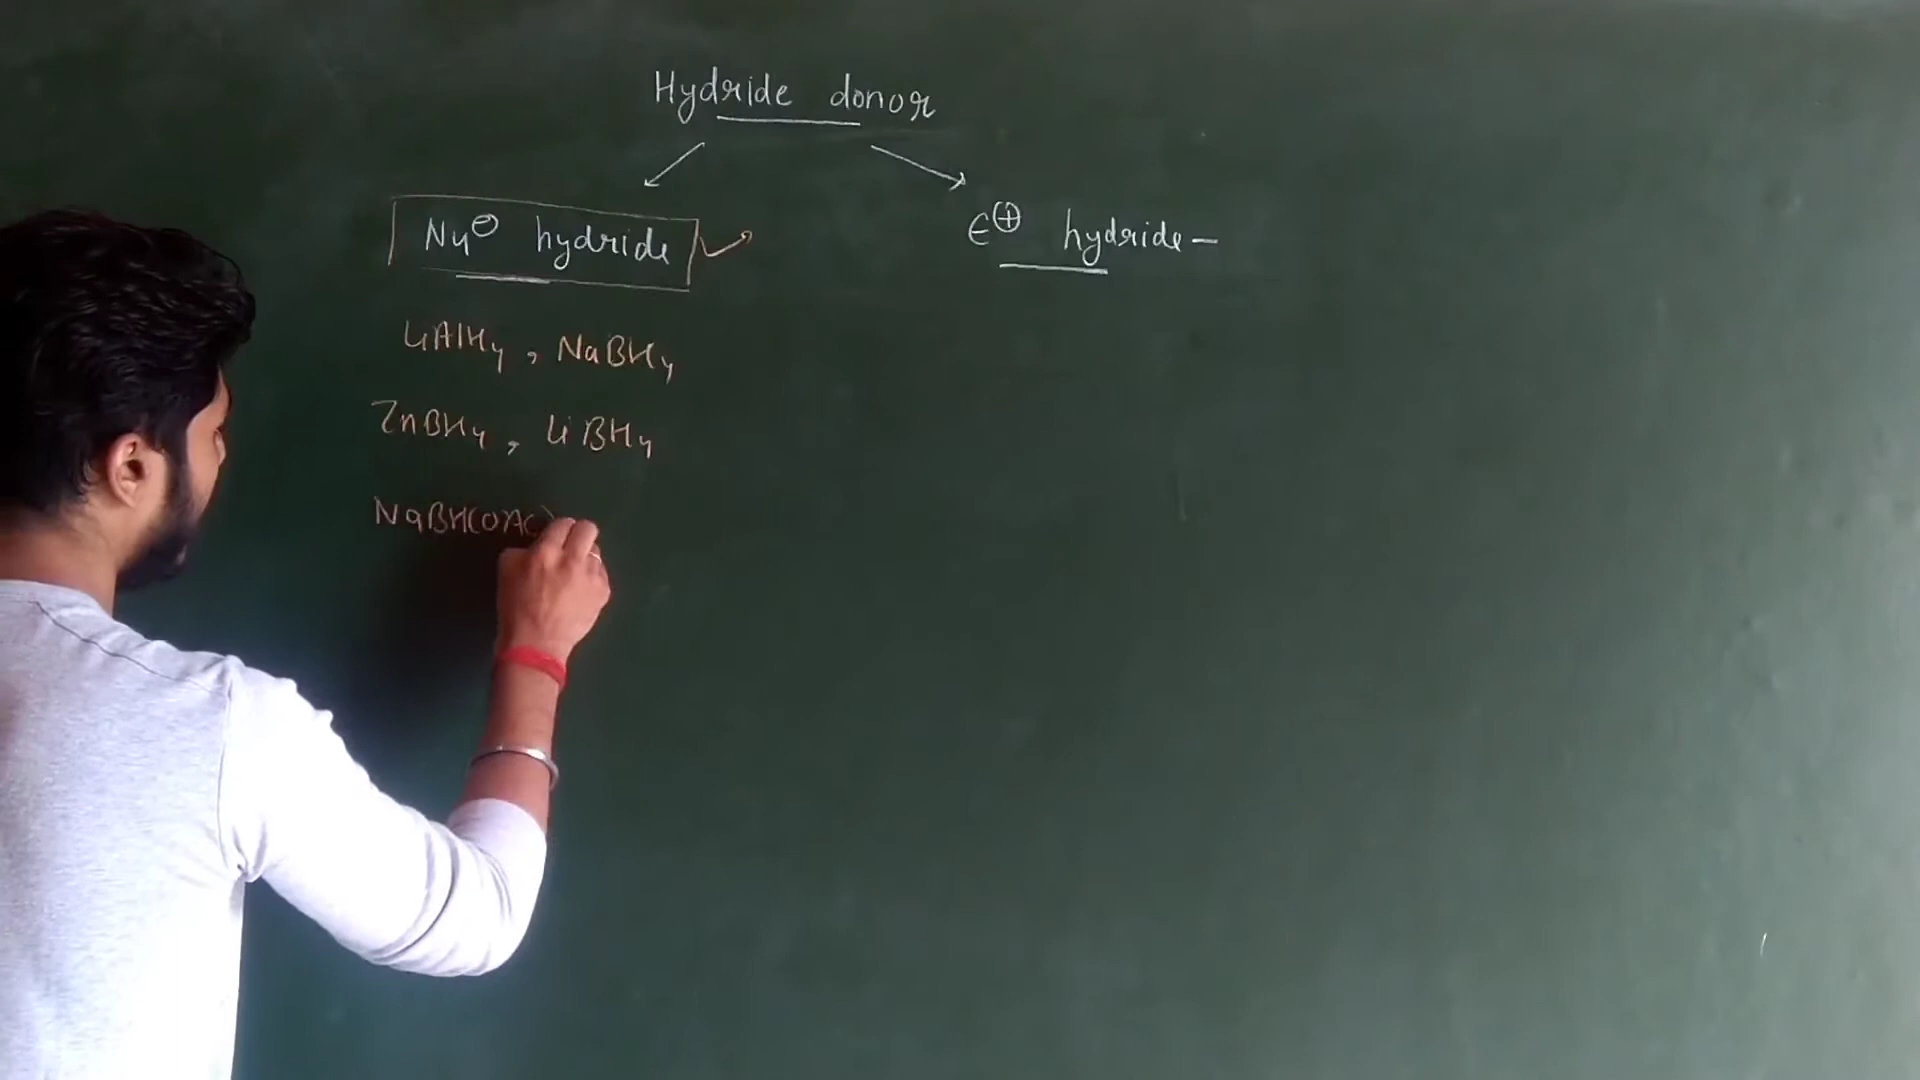 Hydride donor
Nu⊖ hydride
E⊕ hydride –
LiAlH4 , NaBH4
ZnBH4 , LiBH4
NaBH(OAC)